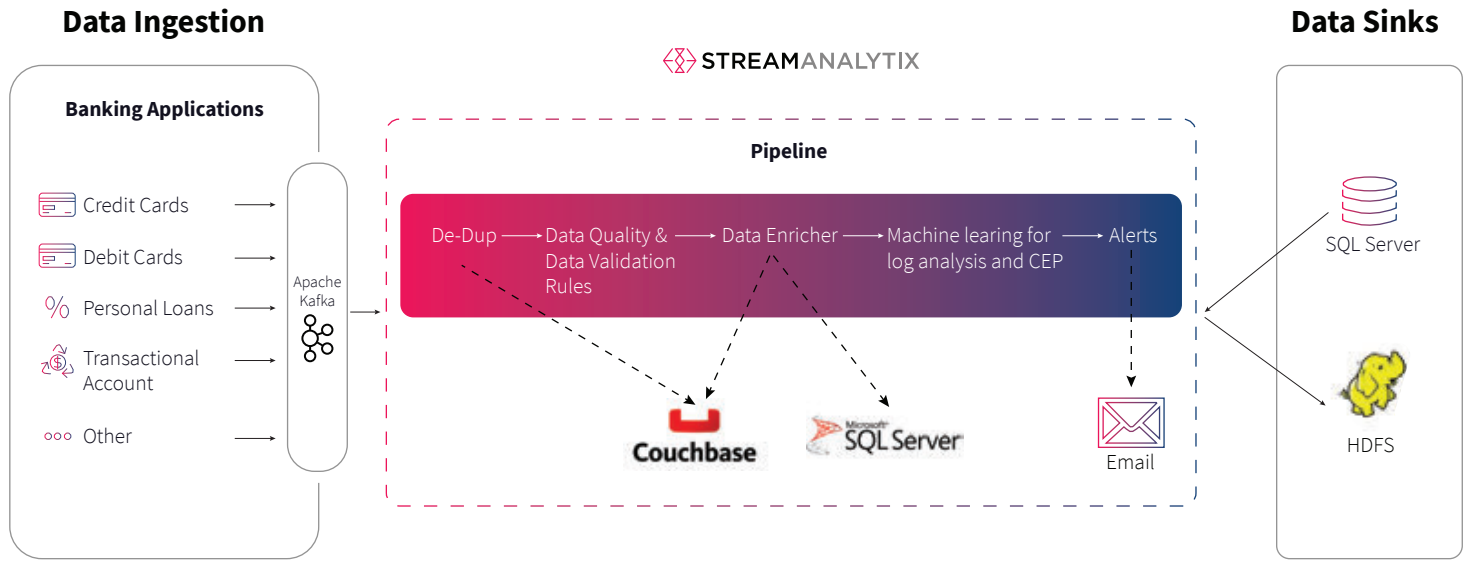 Data Ingestion
Data Sinks
STREAMANALYTIX
Banking Applications
Credit Cards
Debit Cards
Personal Loans
Transactional
Account
Other
Apache
Kafka
Pipeline
De-Dup
Data Quality &
Data Validation
Rules
Data Enricher
Machine learing for
log analysis and CEP
Alerts
Couchbase
Microsoft
SQL Server
Email
SQL Server
HDFS